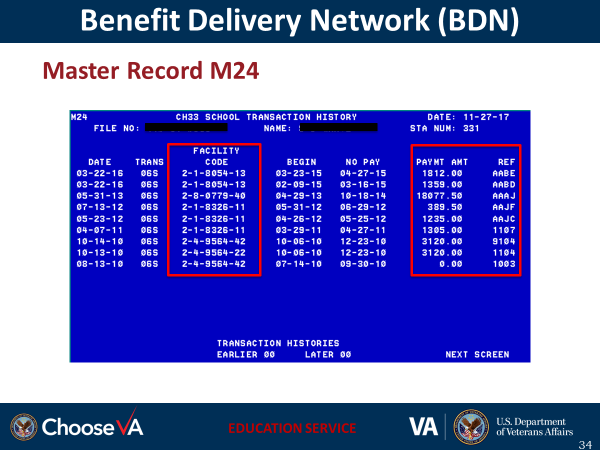 Benefit Delivery Network (BDN)
Master Record M24
M24 CH33 SCHOOL TRANSACTION HISTORY DATE: 11-27-17
FILE NO: NAME: STA NUM: 331
FACILITY
DATE TRANS CODE BEGIN NO PAY PAYMT AMT REF
03-22-16 06S 2-1-8054-13 03-23-15 04-27-15 1812.00 AABE
03-22-16 06S 2-1-8054-13 02-09-15 03-16-15 1359.00 AABD
05-31-13 06S 2-8-0779-40 04-29-13 10-18-14 18077.50 AAAJ
07-13-12 06S 2-1-8326-11 05-31-12 06-29-12 389.50 AAJF
05-23-12 06S 2-1-8326-11 04-26-12 05-25-12 1235.00 AAJC
04-07-11 06S 2-1-8326-11 03-29-11 04-27-11 1305.00 1107
10-14-10 06S 2-4-9564-42 10-06-10 12-23-10 3120.00 9104
10-13-10 06S 2-4-9564-22 10-06-10 12-23-10 3120.00 1104
08-13-10 06S 2-4-9564-42 07-14-10 09-30-10 0.00 1003
TRANSACTION HISTORIES
EARLIER 00 LATER 00 NEXT SCREEN
Choose VA
EDUCATION SERVICE
VA
U.S. Department
of Veterans Affairs
34